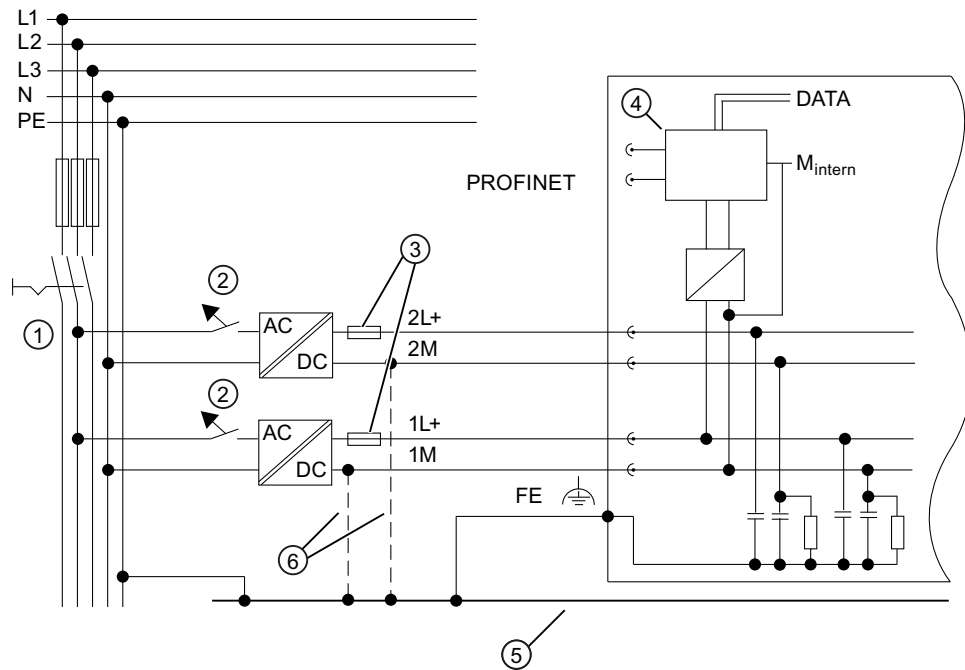 L1
L2
L3
N
PE
4
DATA
PROFINET
M intern
3
2
1
AC
DC
2L+
2M
2
AC
DC
1L+
1M
FE
6
5